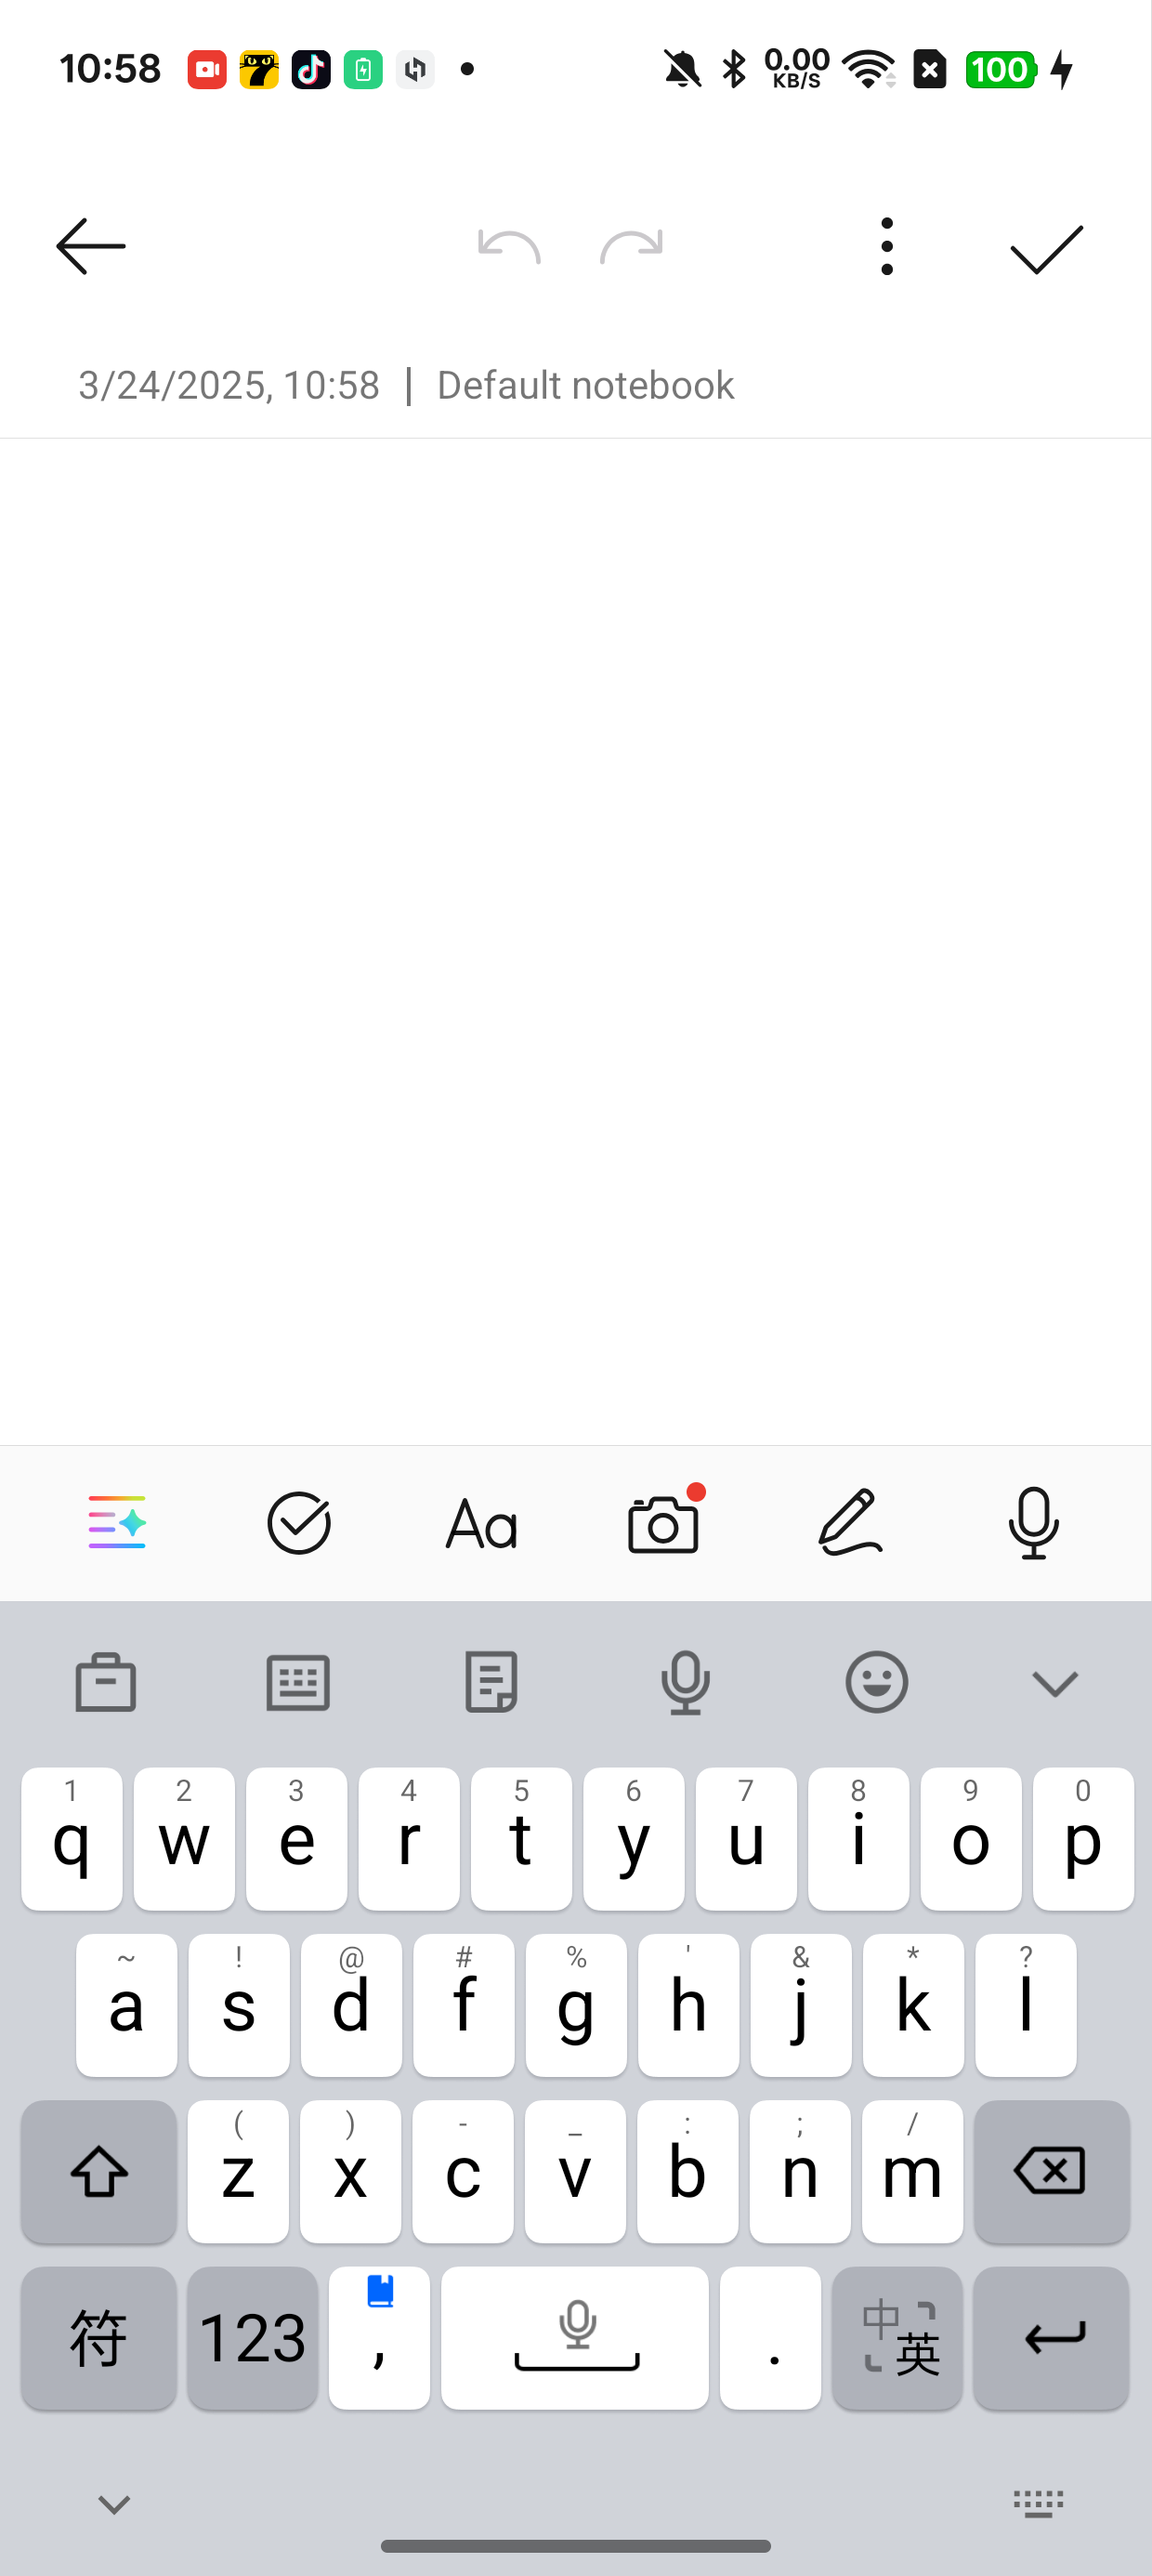 10:58 0.00 KB/S 100
3/24/2025, 10:58 | Default notebook
Aa
1 2 3 4 5 6 7 8 9 0
q w e r t y u i o p
~ ! @ # % ' & * ?
a s d f g h j k l
( ) - _ : ; /
z x c v b n m
符 123 , . 中英